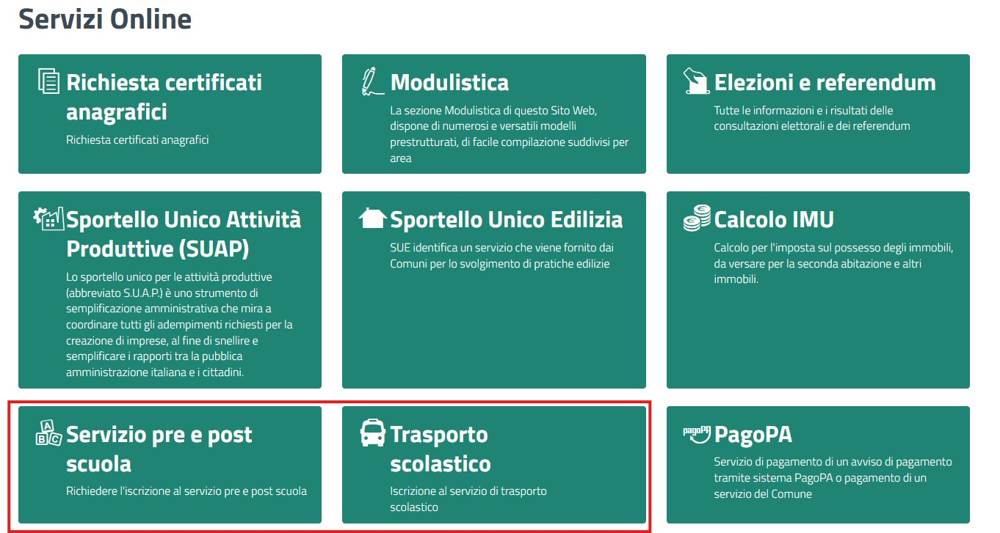 Servizi Online
Richiesta certificati
anagrafici
Richiesta certificati anagrafici
Modulistica
La sezione Modulistica di questo Sito Web,
dispone di numerosi e versatili modelli
prestrutturati, di facile compilazione suddivisi per
area
Elezioni e referendum
Tutte le informazioni e i risultati delle
consultazioni elettorali e dei referendum
Sportello Unico Attività
Produttive (SUAP)
Lo sportello unico per le attività produttive
(abbreviato S.U.A.P.) è uno strumento di
semplificazione amministrativa che mira a
coordinare tutti gli adempimenti richiesti per la
creazione di imprese, al fine di snellire e
semplificare i rapporti tra la pubblica
amministrazione italiana e i cittadini.
Sportello Unico Edilizia
SUE identifica un servizio che viene fornito dai
Comuni per lo svolgimento di pratiche edilizie
Calcolo IMU
Calcolo per l'imposta sul possesso degli immobili,
da versare per la seconda abitazione e altri
immobili.
A
B C
Servizio pre e post
scuola
Richiedere l'iscrizione al servizio pre e post scuola
Trasporto
scolastico
Iscrizione al servizio di trasporto
scolastico
pagoPA
PagoPA
Servizio di pagamento di un avviso di pagamento
tramite sistema PagoPA o pagamento di un
servizio del Comune